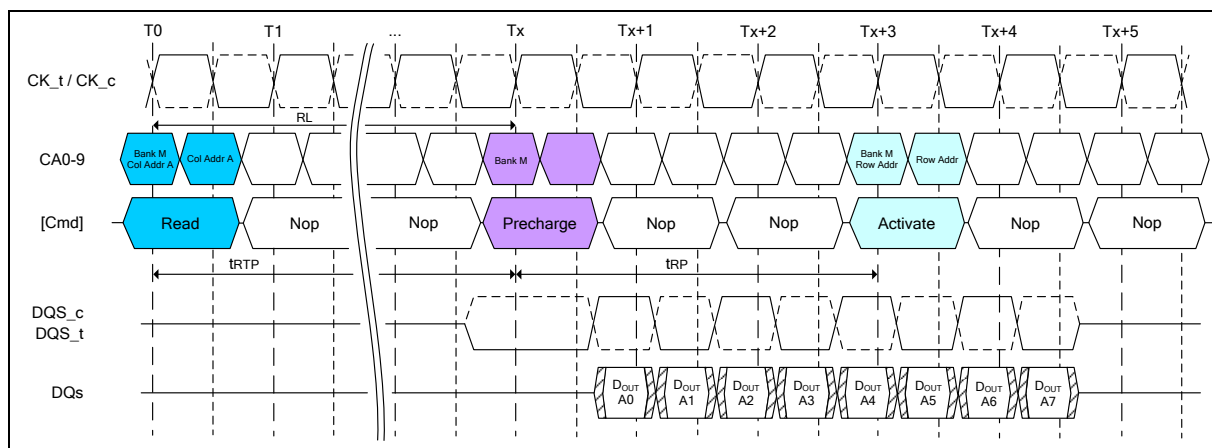 T0 T1 ... Tx Tx+1 Tx+2 Tx+3 Tx+4 Tx+5
CK_t / CK_c
RL
CA0-9
Bank M
Col Addr A
Col Addr A
Bank M
Bank M
Row Addr
Row Addr
[Cmd] Read Nop Nop Precharge Nop Nop Activate Nop Nop
tRTP tRP
DQS_c
DQS_t
DQs
DOUT
A0
DOUT
A1
DOUT
A2
DOUT
A3
DOUT
A4
DOUT
A5
DOUT
A6
DOUT
A7